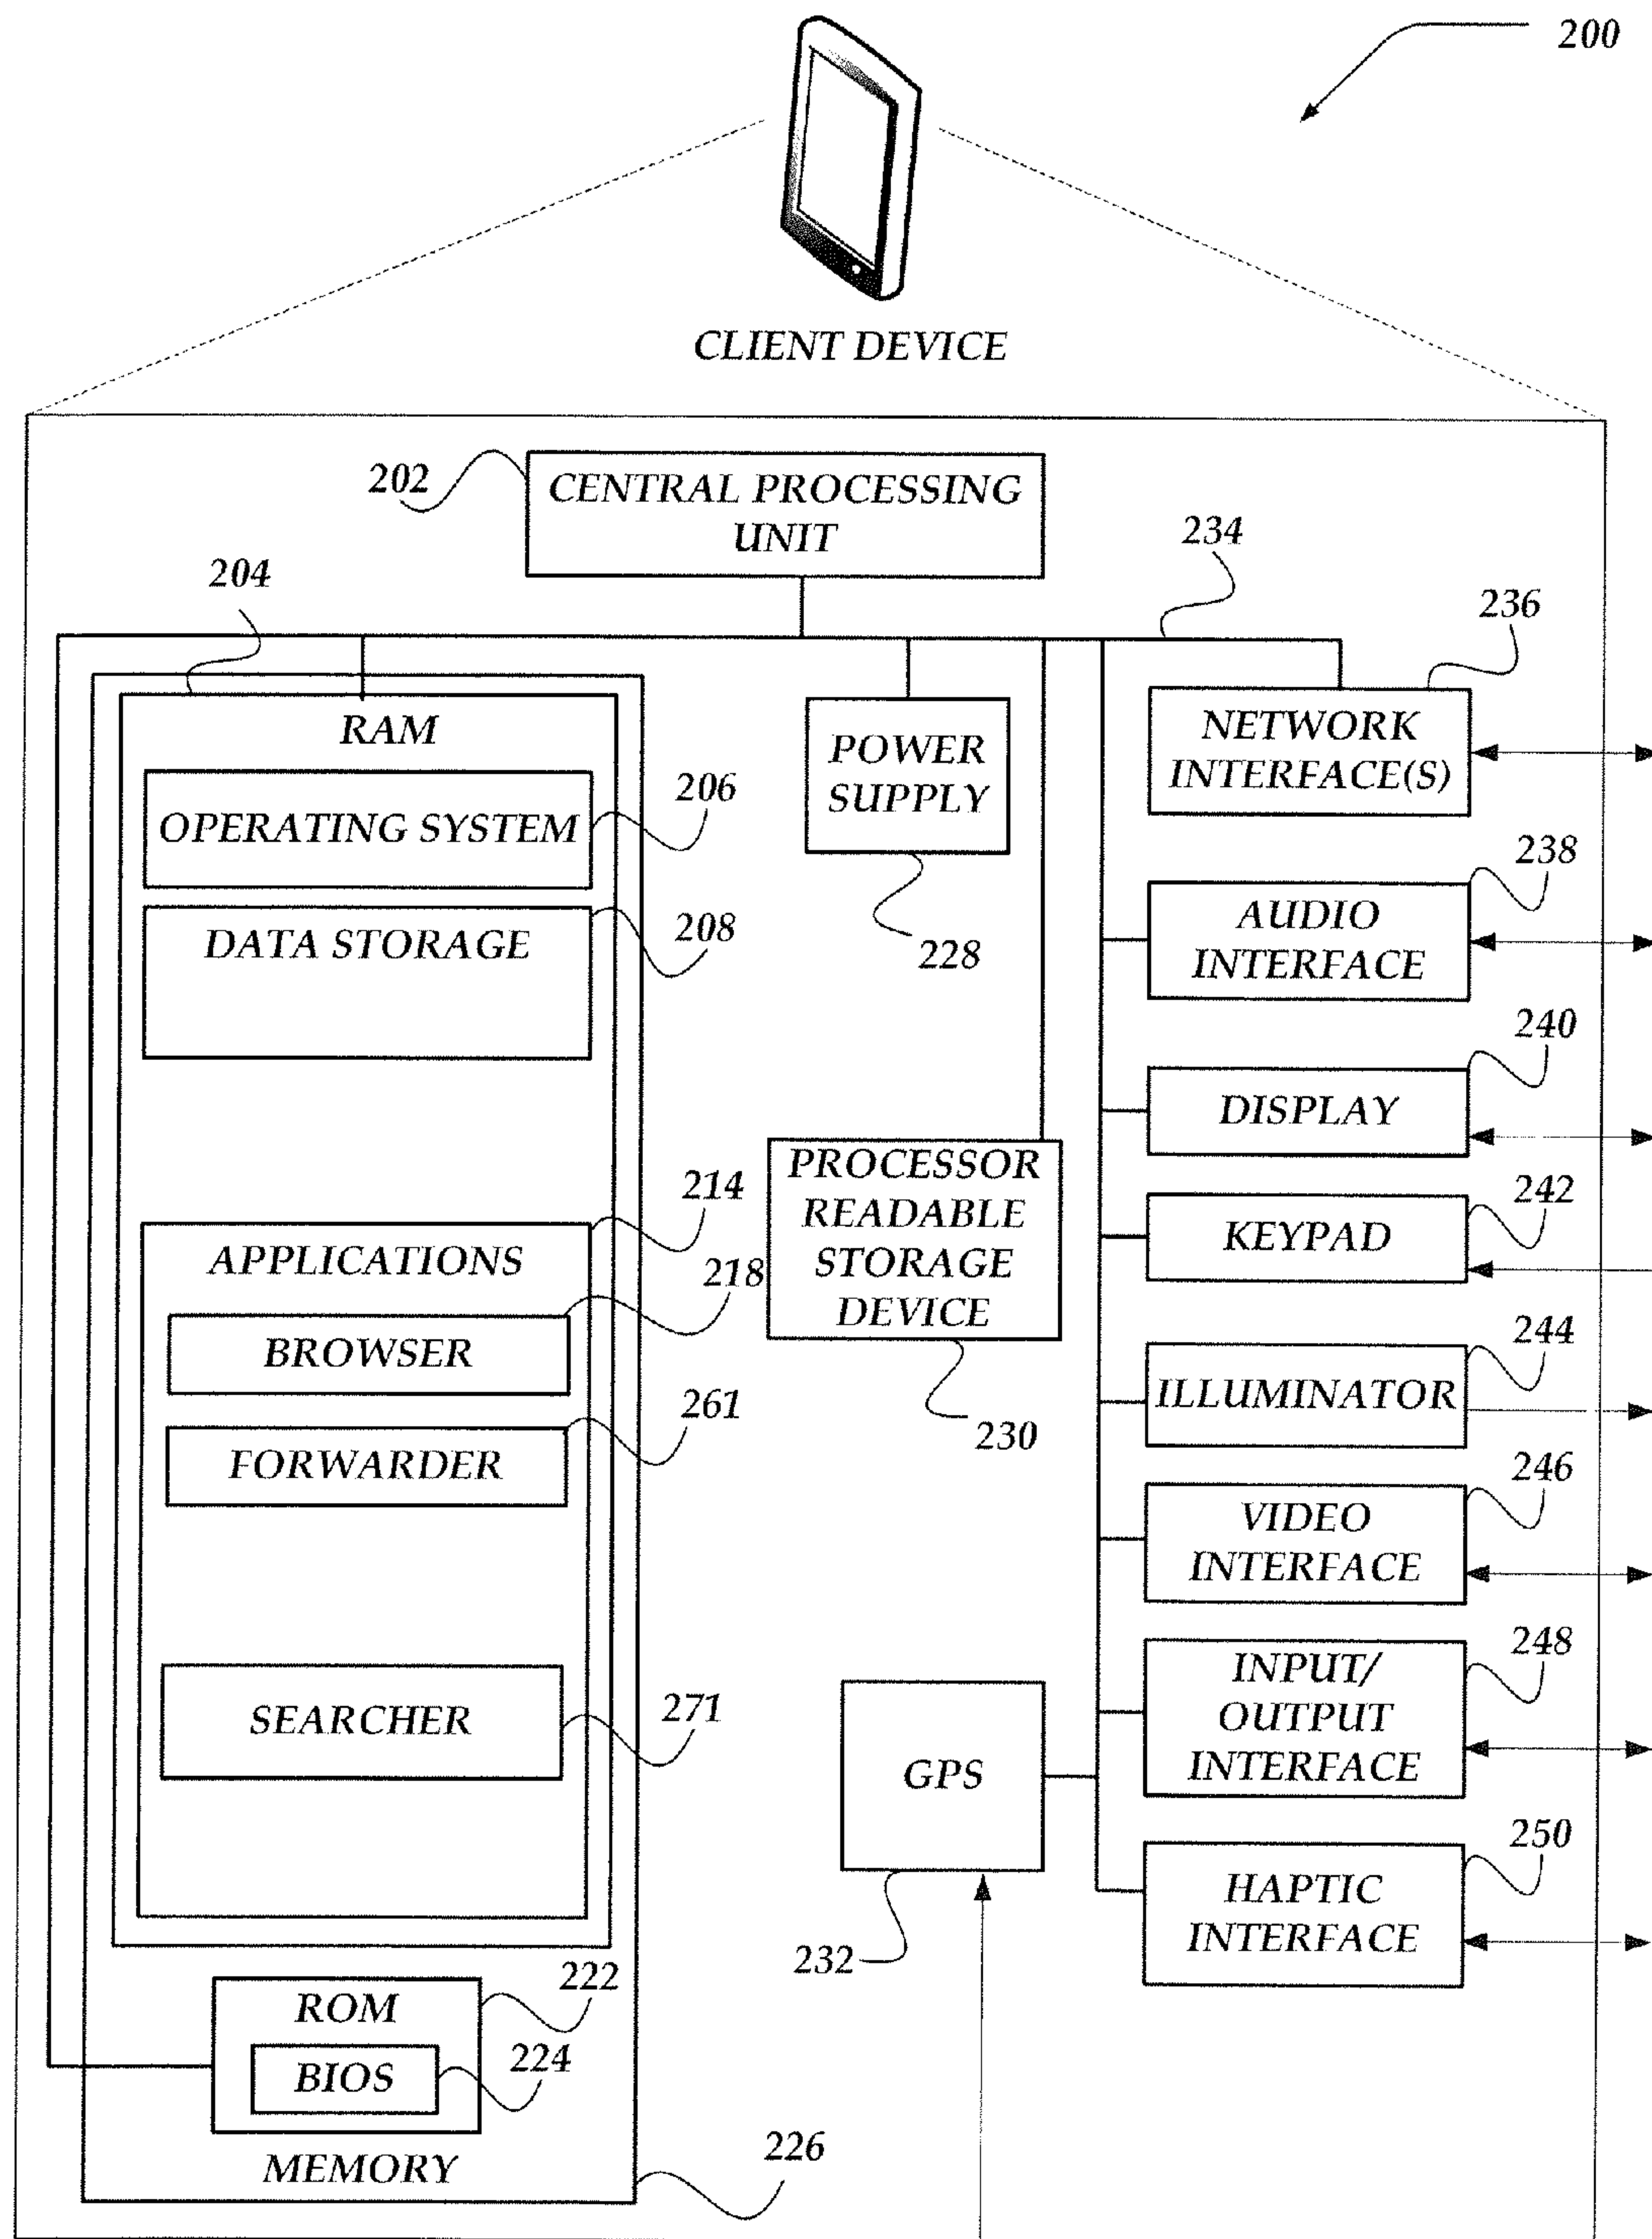 200
CLIENT DEVICE
202
CENTRAL PROCESSING
UNIT
234
204
236
RAM
POWER
SUPPLY
NETWORK
INTERFACE(S)
206
OPERATING SYSTEM
238
208
DATA STORAGE
AUDIO
INTERFACE
228
240
DISPLAY
PROCESSOR
READABLE
STORAGE
DEVICE
214
242
APPLICATIONS
218
KEYPAD
BROWSER
244
ILLUMINATOR
261
FORWARDER
230
246
VIDEO
INTERFACE
248
INPUT/
OUTPUT
INTERFACE
271
SEARCHER
GPS
250
HAPTIC
INTERFACE
232
222
ROM
224
BIOS
226
MEMORY